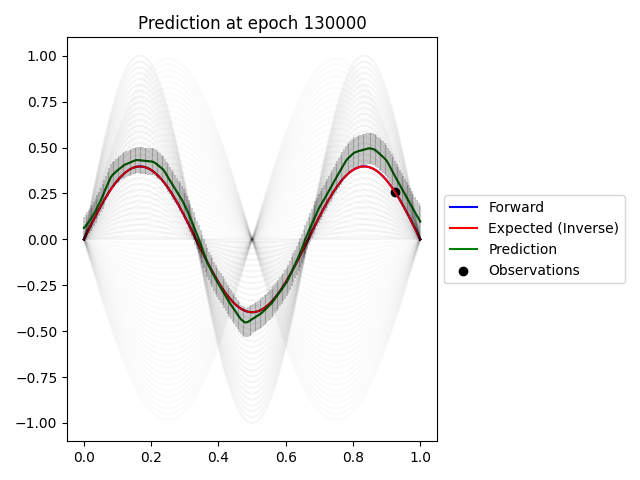 Prediction at epoch 130000
1.00
0.75
0.50
0.25
0.00
-0.25
-0.50
-0.75
-1.00
0.0 0.2 0.4 0.6 0.8 1.0
Forward
Expected (Inverse)
Prediction
Observations